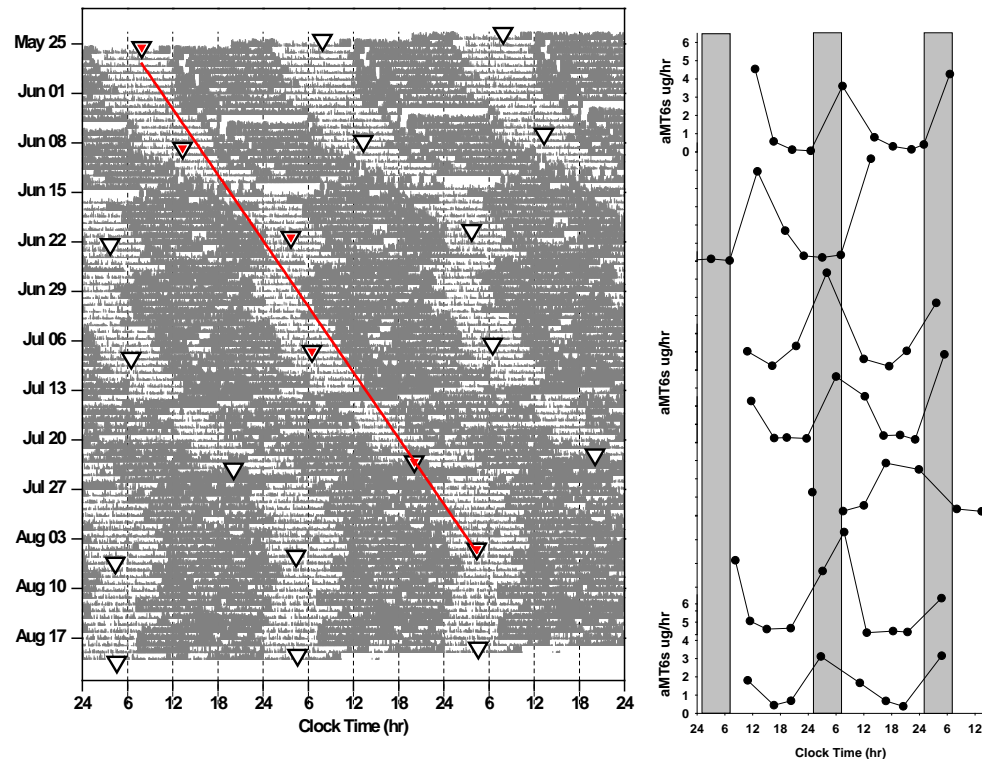 May 25
Jun 01
Jun 08
Jun 15
Jun 22
Jun 29
Jul 06
Jul 13
Jul 20
Jul 27
Aug 03
Aug 10
Aug 17
24 6 12 18 24 6 12 18 24 6 12 18 24
Clock Time (hr)
6
5
4
3
2
1
0
aMT6s ug/hr
aMT6s ug/hr
6
5
4
3
2
1
0
aMT6s ug/hr
24 6 12 18 24 6 12 18 24 6 12
Clock Time (hr)